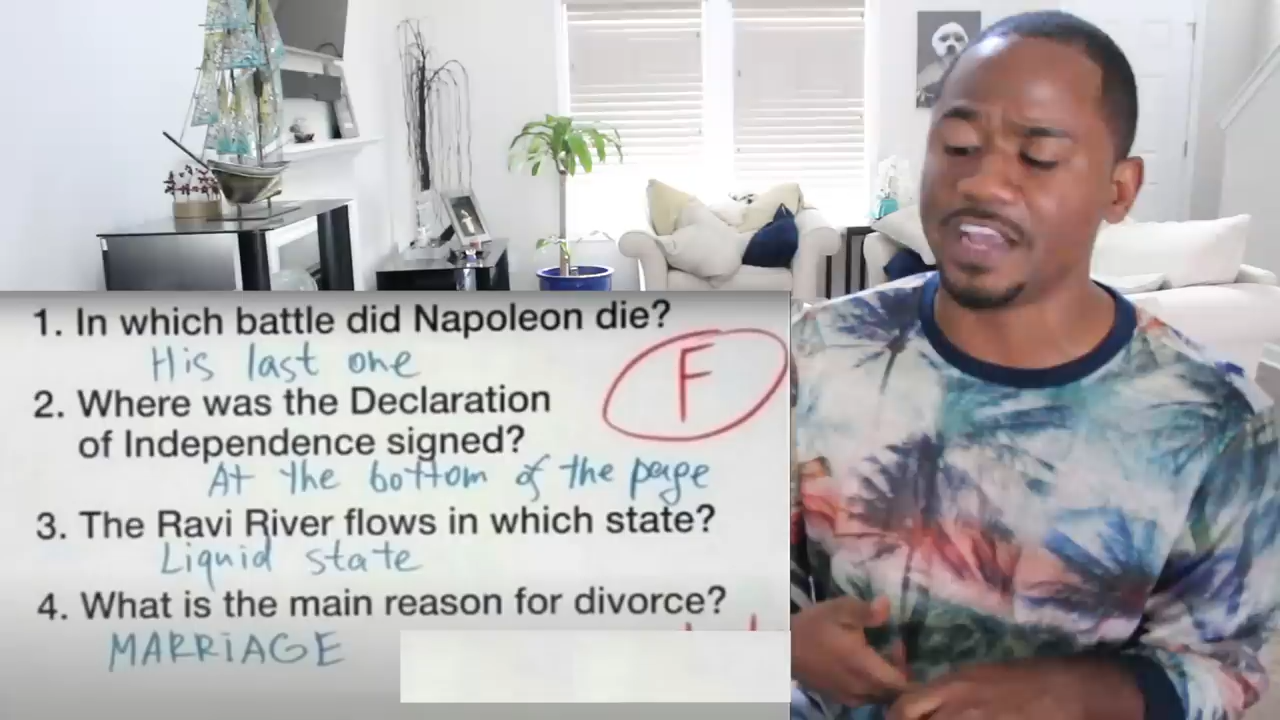 1. In which battle did Napoleon die?
His last one
F
2. Where was the Declaration
of Independence signed?
At the bottom of the page
3. The Ravi River flows in which state?
Liquid state
4. What is the main reason for divorce?
MARRiAGE